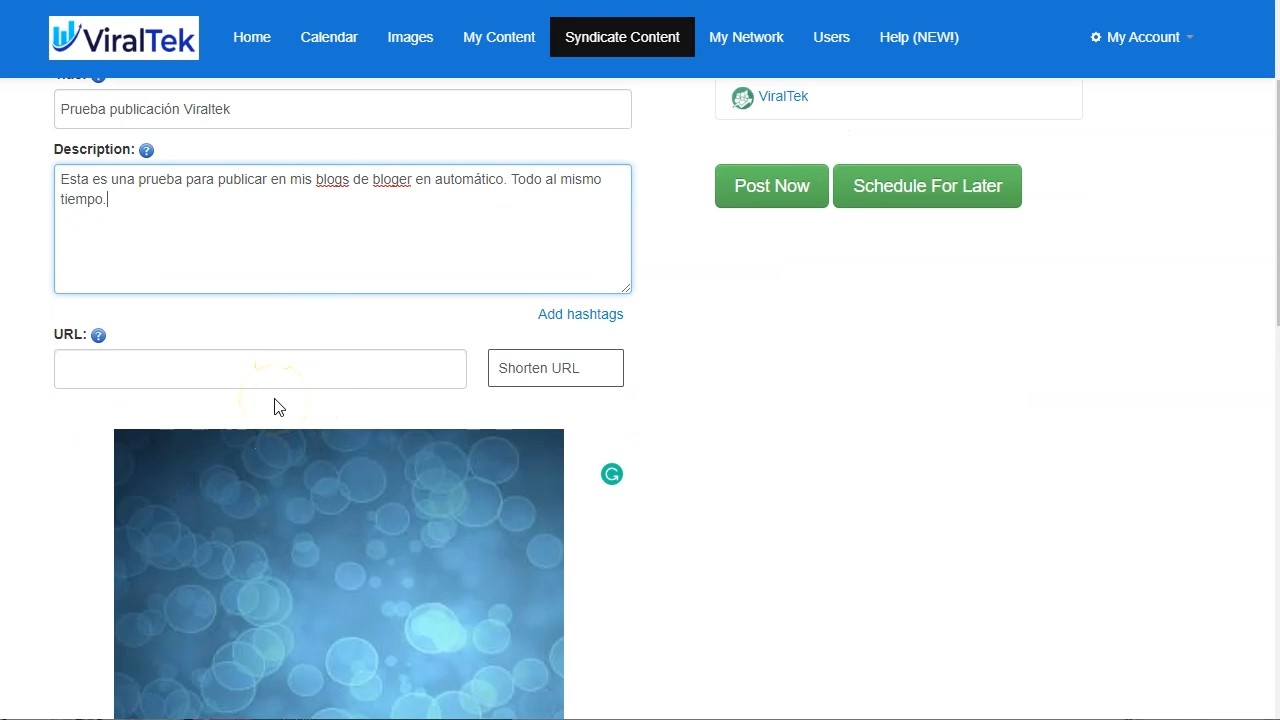 ViralTek
Home
Calendar
Images
My Content
Syndicate Content
My Network
Users
Help (NEW!)
My Account
ViralTek
Prueba publicación Viraltek
Description:
Post Now
Schedule For Later
Esta es una prueba para publicar en mis blogs de bloger en automático. Todo al mismo
tiempo.
Add hashtags
URL:
Shorten URL